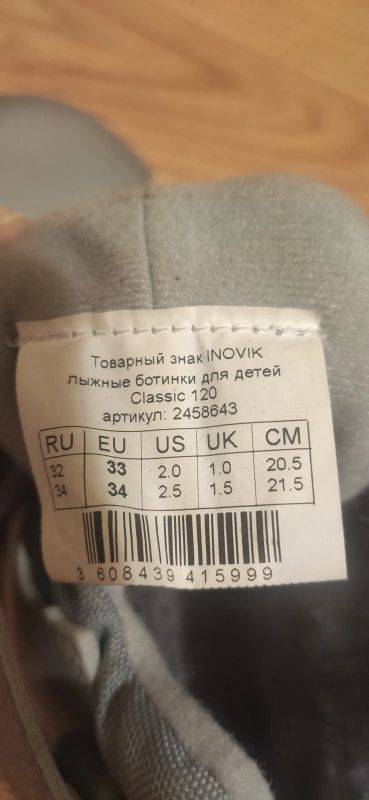 Товарный знак INOVIK
лыжные ботинки для детей
Classic 120
артикул: 2458643
RU EU US UK CM
32 33 2.0 1.0 20.5
34 34 2.5 1.5 21.5
3 608439 415999